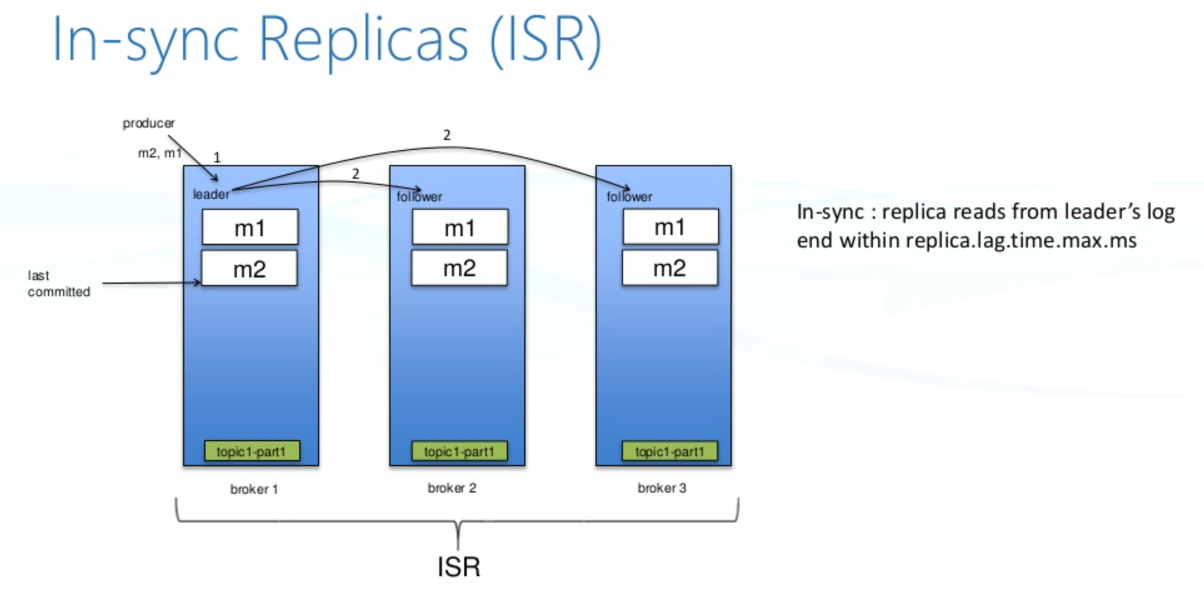 In-sync Replicas (ISR)
producer
m2, m1
1
2
2
leader
follower
follower
m1
m1
m1
m2
m2
m2
last
committed
In-sync : replica reads from leader’s log
end within replica.lag.time.max.ms
topic1-part1
topic1-part1
topic1-part1
broker 1
broker 2
broker 3
ISR